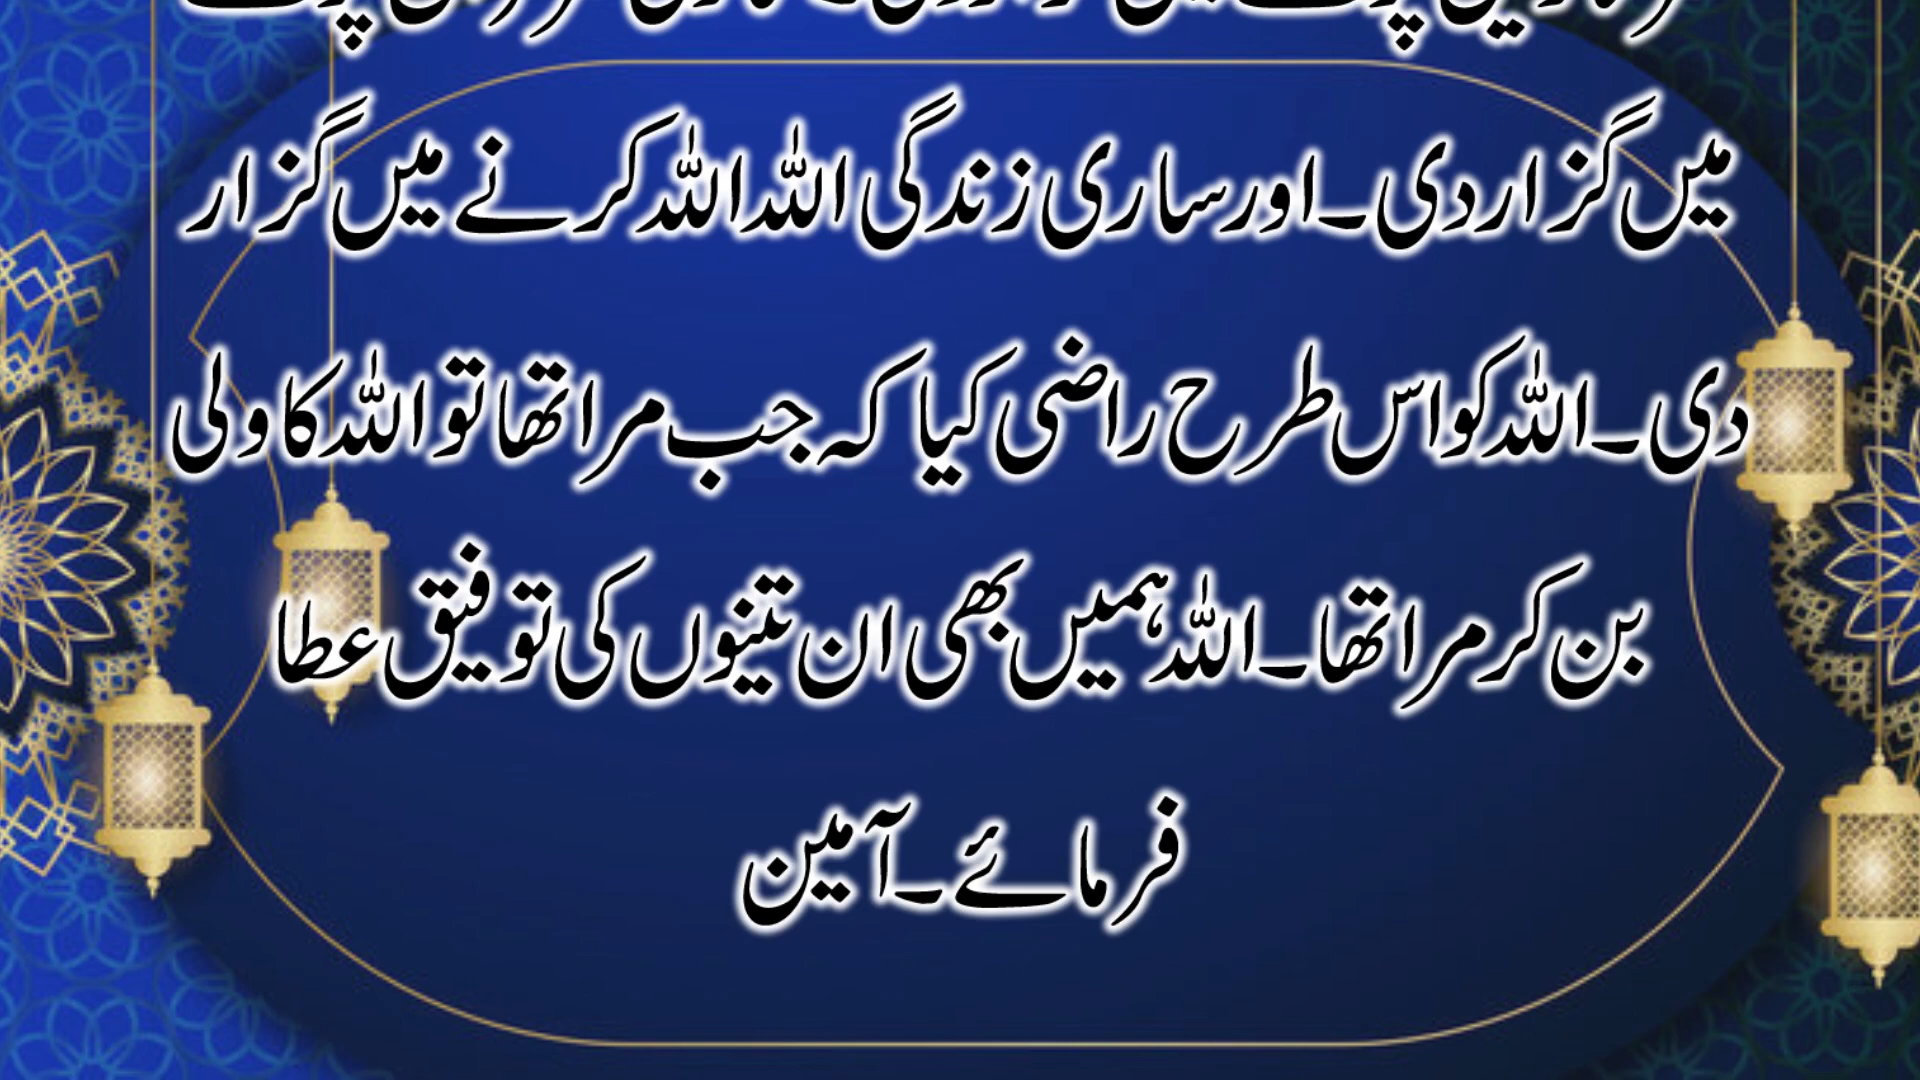 میں گزار دی۔ اور ساری زندگی اللہ اللہ کرنے میں گزار
دی۔ اللہ کو اس طرح راضی کیا کہ جب مرا تھا تو اللہ کا ولی
بن کر مرا تھا۔ اللہ ہمیں بھی ان تینوں کی توفیق عطا
فرمائے۔ آمین